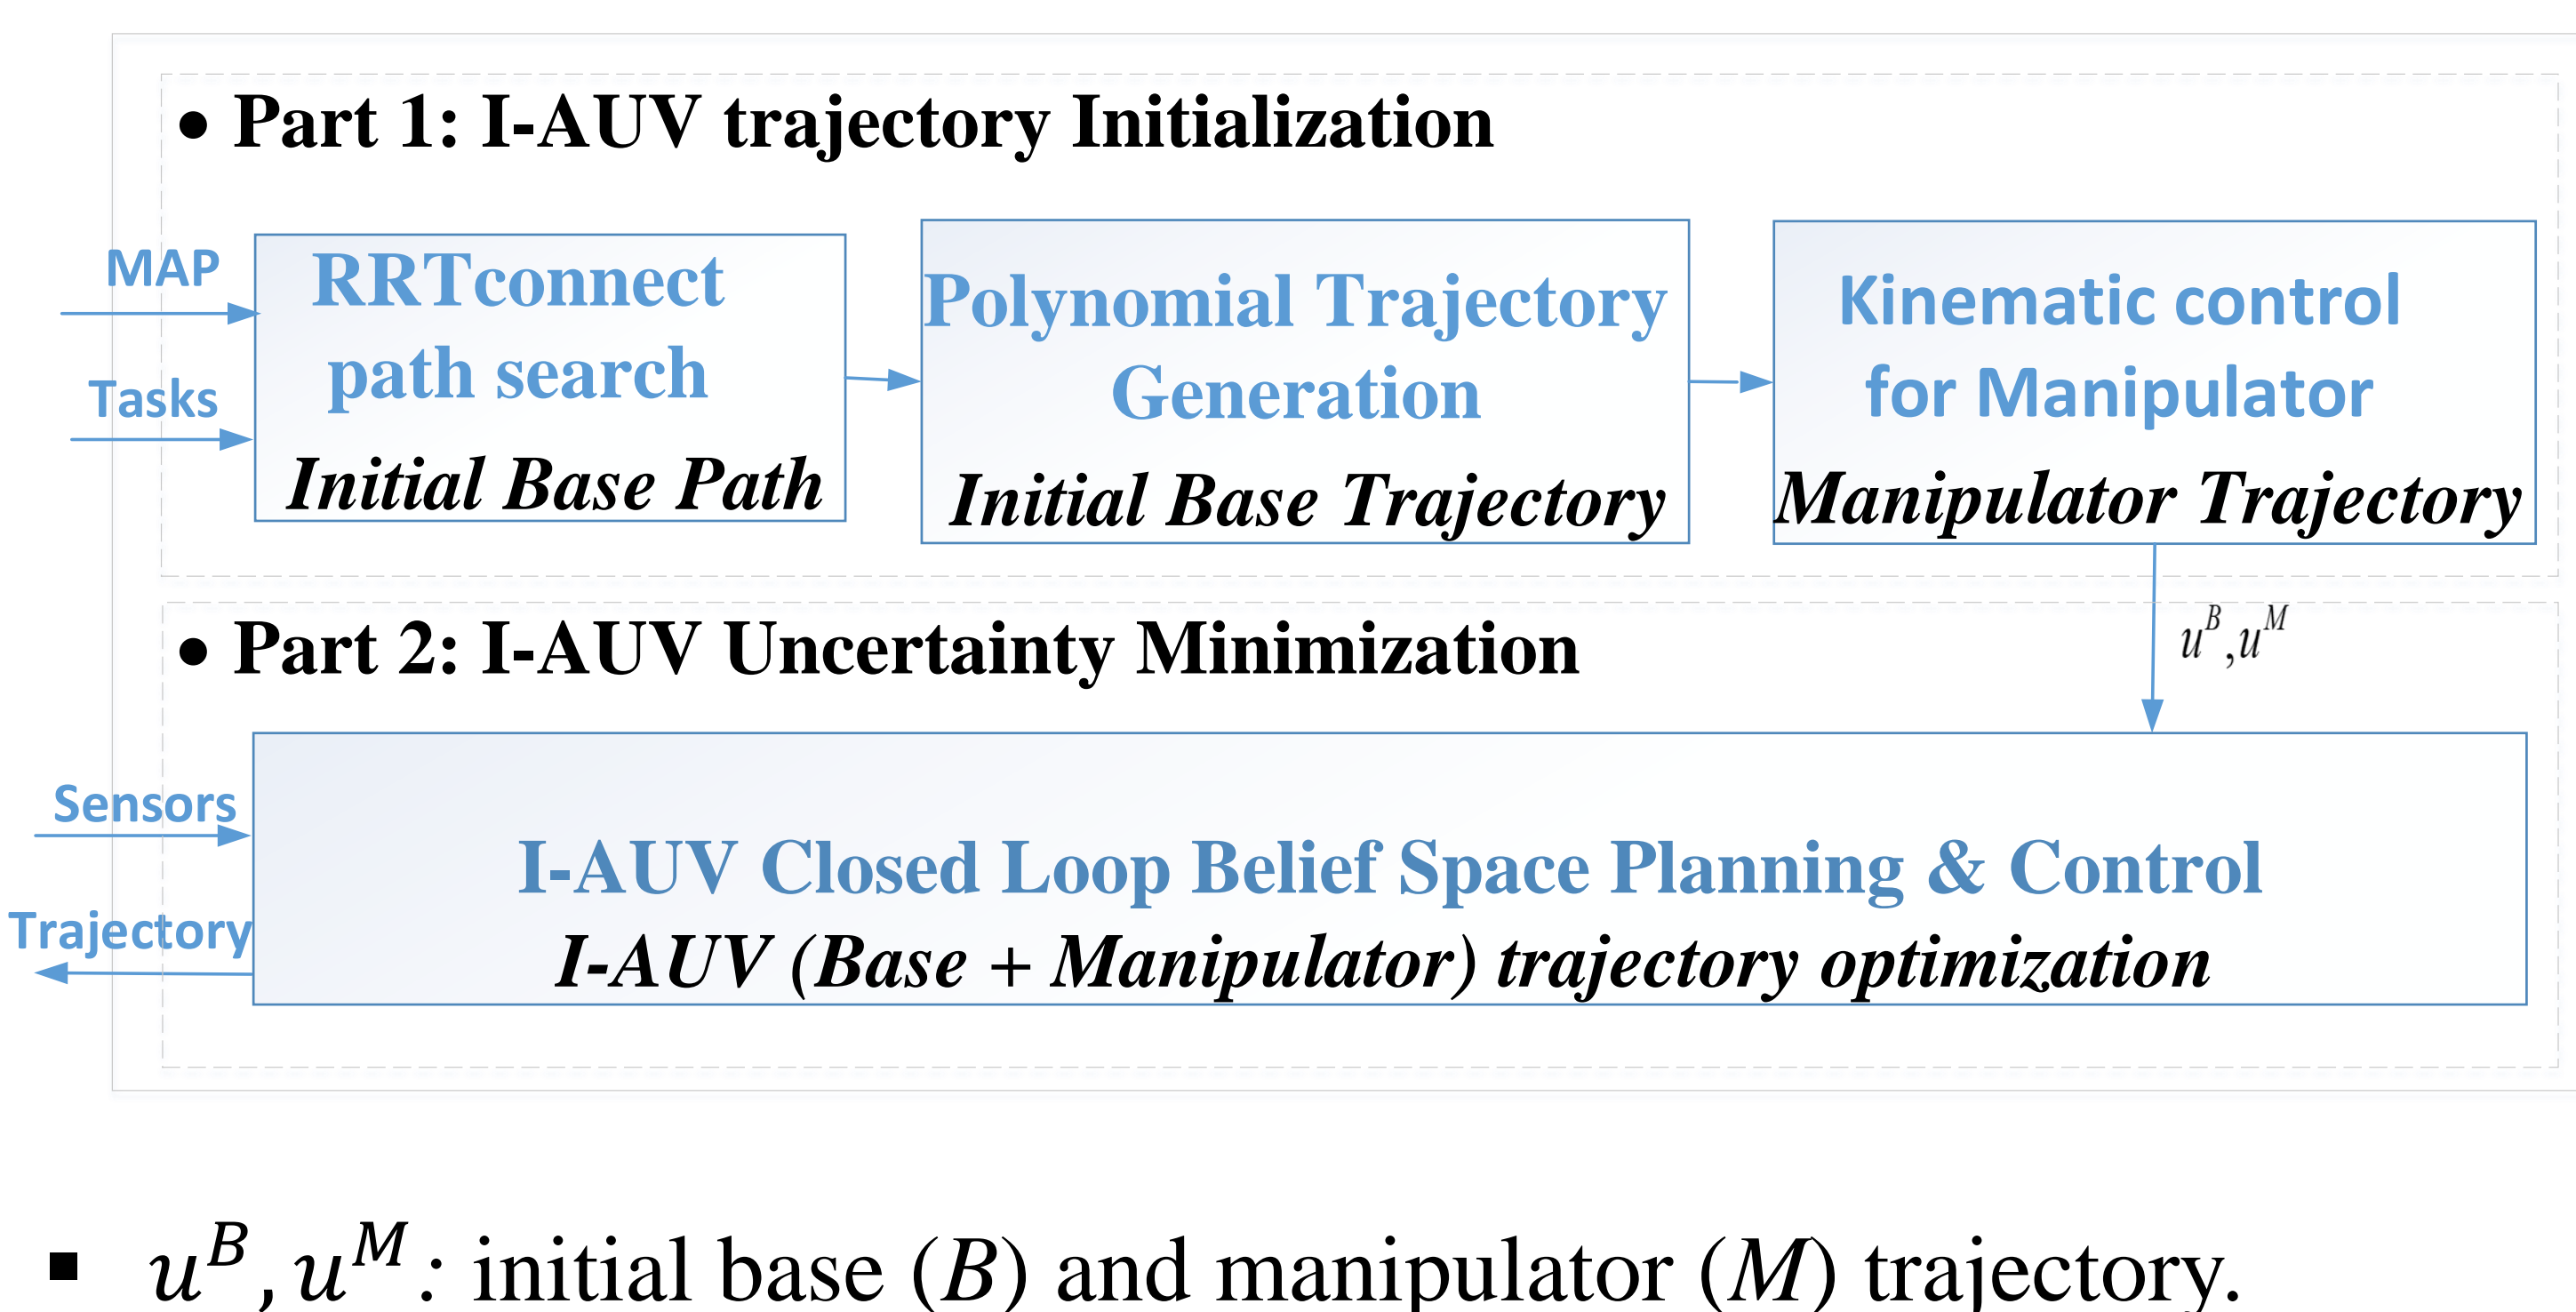 • Part 1: I-AUV trajectory Initialization
MAP
Tasks
RRTconnect
path search
Initial Base Path
Polynomial Trajectory
Generation
Initial Base Trajectory
Kinematic control
for Manipulator
Manipulator Trajectory
u^B,u^M
• Part 2: I-AUV Uncertainty Minimization
Sensors
Trajectory
I-AUV Closed Loop Belief Space Planning & Control
I-AUV (Base + Manipulator) trajectory optimization
▪ u^B,u^M: initial base (B) and manipulator (M) trajectory.